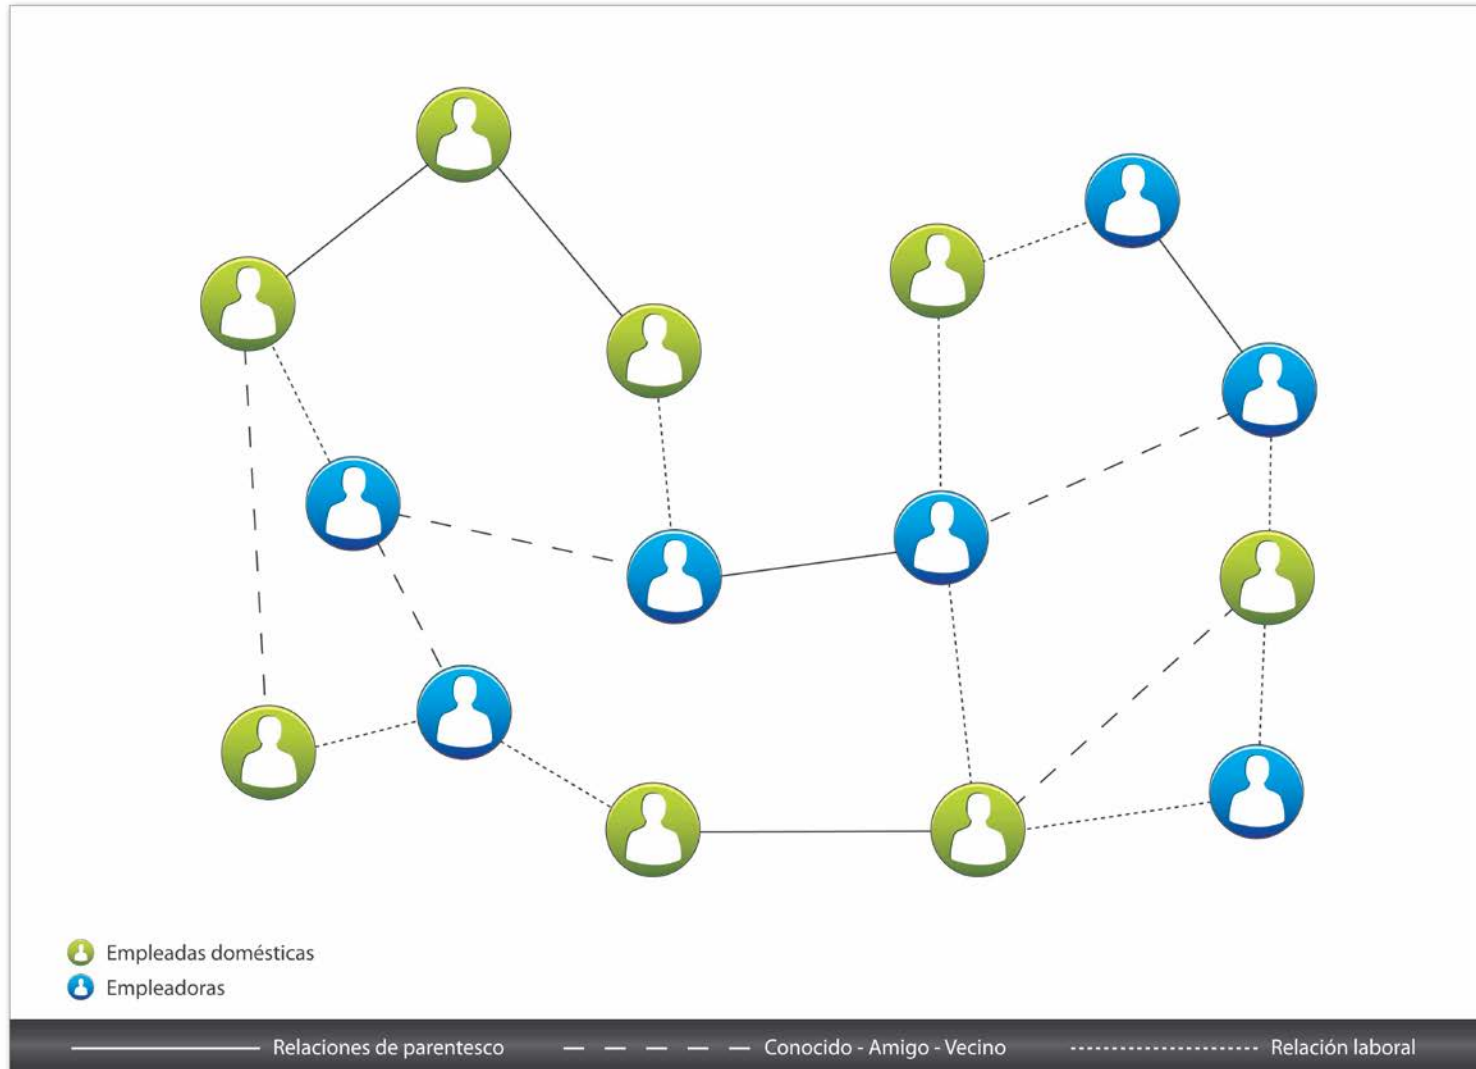 Empleadas domésticas
Empleadoras
Relaciones de parentesco
Conocido - Amigo - Vecino
Relación laboral